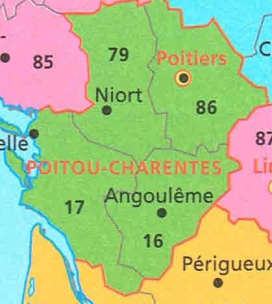 79
Poitiers
85
Niort
86
elle
87
POITOU-CHARENTES
Li
17
Angoulême
16
Périgueux